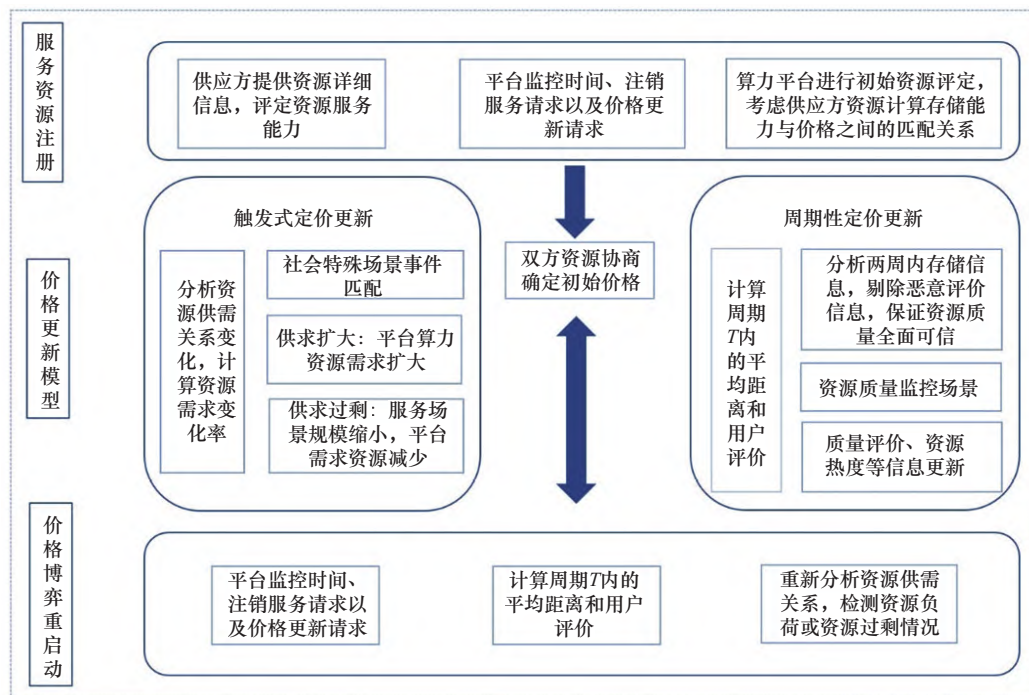 服务资源注册
供应方提供资源详细
信息，评定资源服务
能力
平台监控时间、注销
服务请求以及价格更
新请求
算力平台进行初始资源评定，
考虑供应方资源计算存储能
力与价格之间的匹配关系
价格更新模型
触发式定价更新
分析资
源供需
关系变
化，计
算资源
需求变
化率
社会特殊场景事件
匹配
供求扩大：平台算力
资源需求扩大
供求过剩：服务场
景规模缩小，平台
需求资源减少
双方资源协商
确定初始价格
周期性定价更新
计算
周期
T内
的平
均距
离和
用户
评价
分析两周内存储信
息，剔除恶意评价
信息，保证资源质
量全面可信
资源质量监控场景
质量评价、资源
热度等信息更新
价格博弈重启动
平台监控时间、
注销服务请求以
及价格更新请求
计算周期T内的
平均距离和用户
评价
重新分析资源供需
关系，检测资源负
荷或资源过剩情况